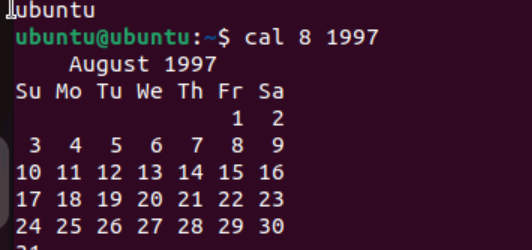 ubuntu
ubuntu@ubuntu:~$ cal 8 1997
August 1997
Su Mo Tu We Th Fr Sa
1 2
3 4 5 6 7 8 9
10 11 12 13 14 15 16
17 18 19 20 21 22 23
24 25 26 27 28 29 30
31